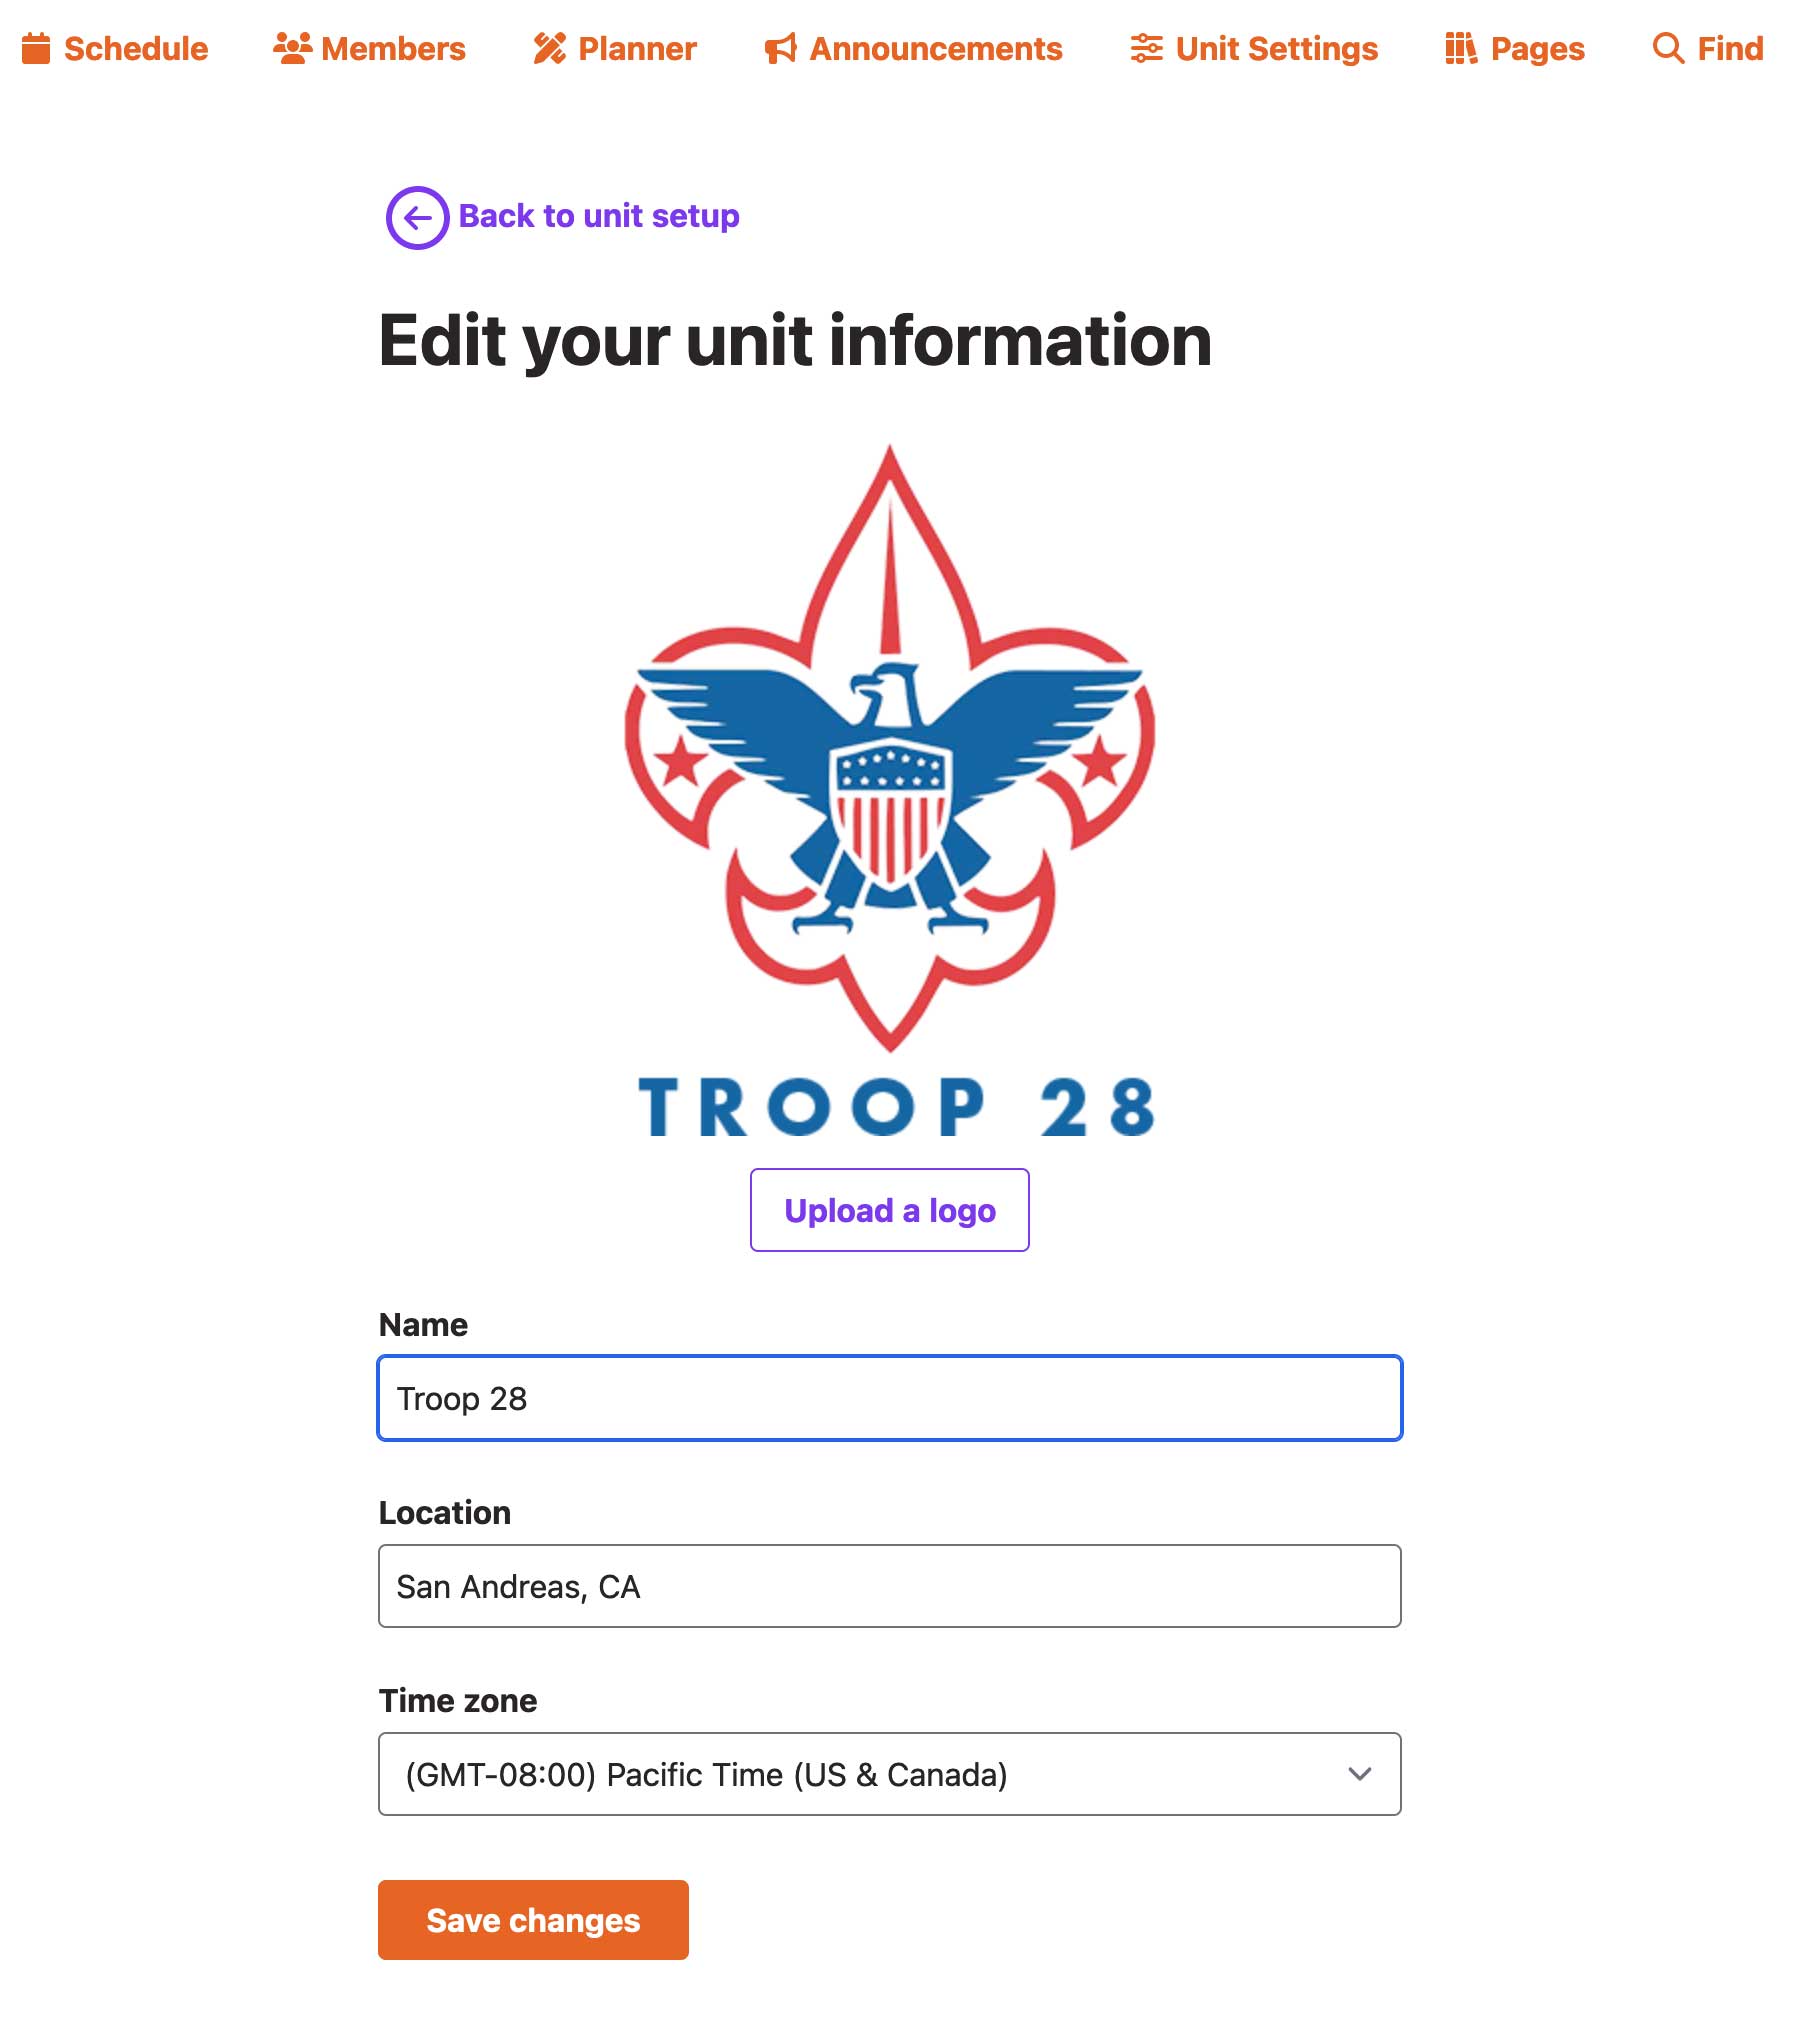 Schedule Members Planner Announcements Unit Settings Pages Find
Back to unit setup
Edit your unit information
TROOP 28
Upload a logo
Name
Troop 28
Location
San Andreas, CA
Time zone
(GMT-08:00) Pacific Time (US & Canada)
Save changes